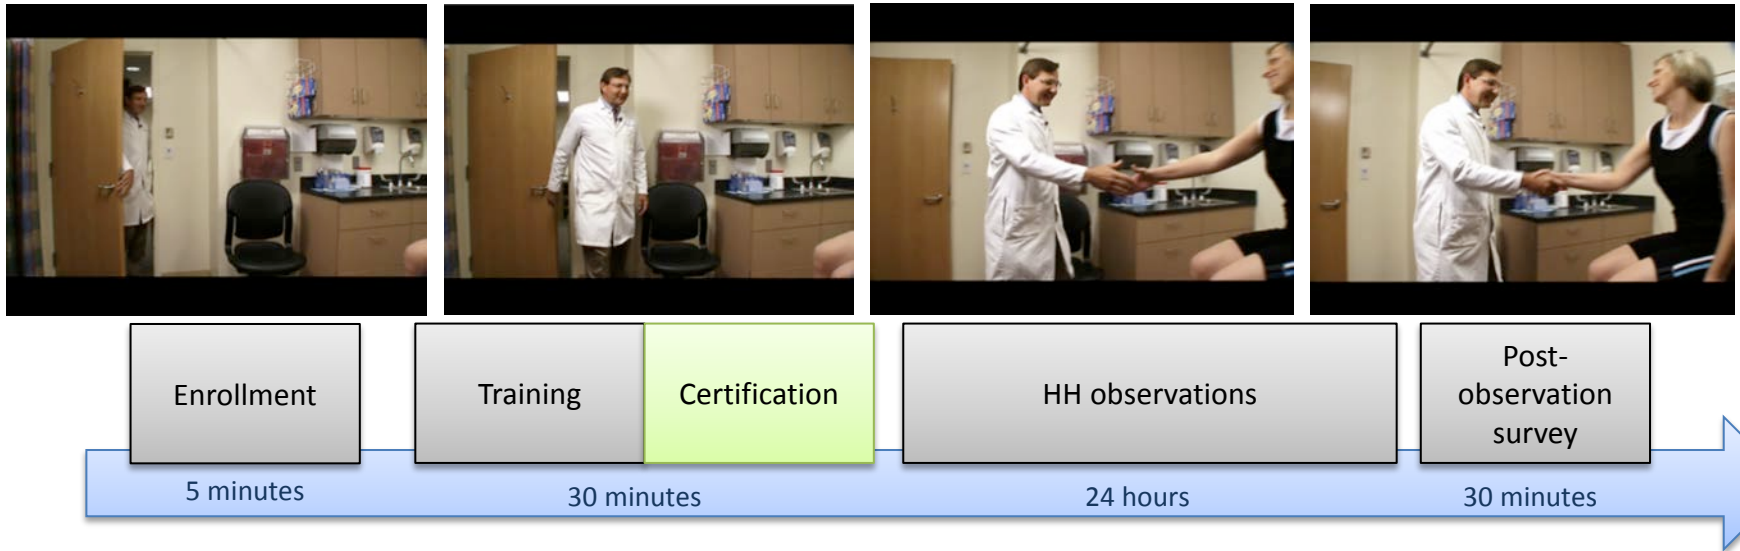 Enrollment
Training
Certification
HH observations
Post-
observation
survey
5 minutes
30 minutes
24 hours
30 minutes